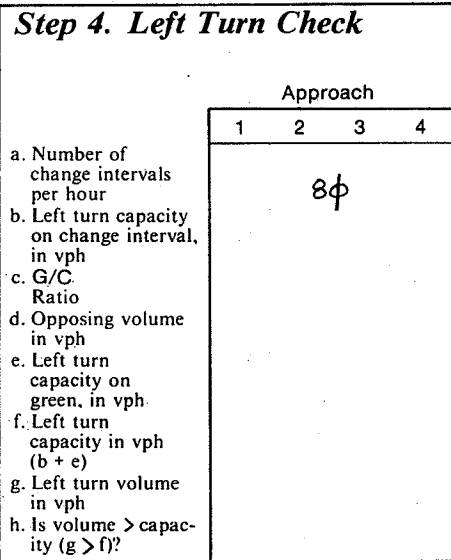 Step 4. Left Turn Check
Approach
1 2 3 4
a. Number of
change intervals
per hour
8ϕ
b. Left turn capacity
on change interval,
in vph
c. G/C
Ratio
d. Opposing volume
in vph
e. Left turn
capacity on
green, in vph
f. Left turn
capacity in vph
(b + e)
g. Left turn volume
in vph
h. Is volume > capac-
ity (g > f)?